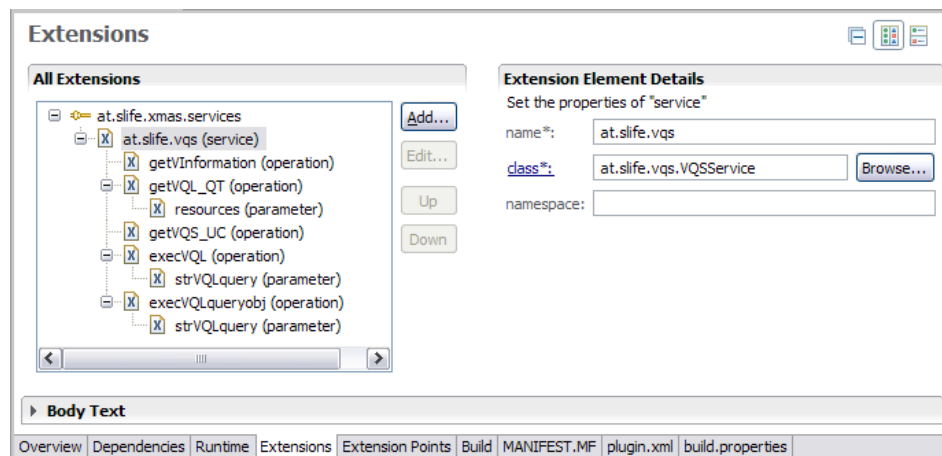 Extensions
All Extensions
at.slife.xmas.services
at.slife.vqs (service)
getVInformation (operation)
getVQL_QT (operation)
resources (parameter)
getVQS_UC (operation)
execVQL (operation)
strVQLquery (parameter)
execVQLqueryobj (operation)
strVQLquery (parameter)
Add...
Edit...
Up
Down
Extension Element Details
Set the properties of "service"
name*: at.slife.vqs
class*: at.slife.vqs.VQSService Browse...
namespace:
Body Text
Overview Dependencies Runtime Extensions Extension Points Build MANIFEST.MF plugin.xml build.properties